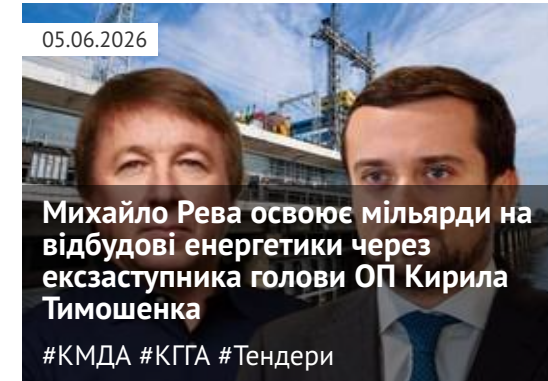 05.06.2026
Михайло Рева освоює мільярди на
відбудові енергетики через
ексзаступника голови ОП Кирила
Тимошенка
#КМДА #КГГА #Тендери